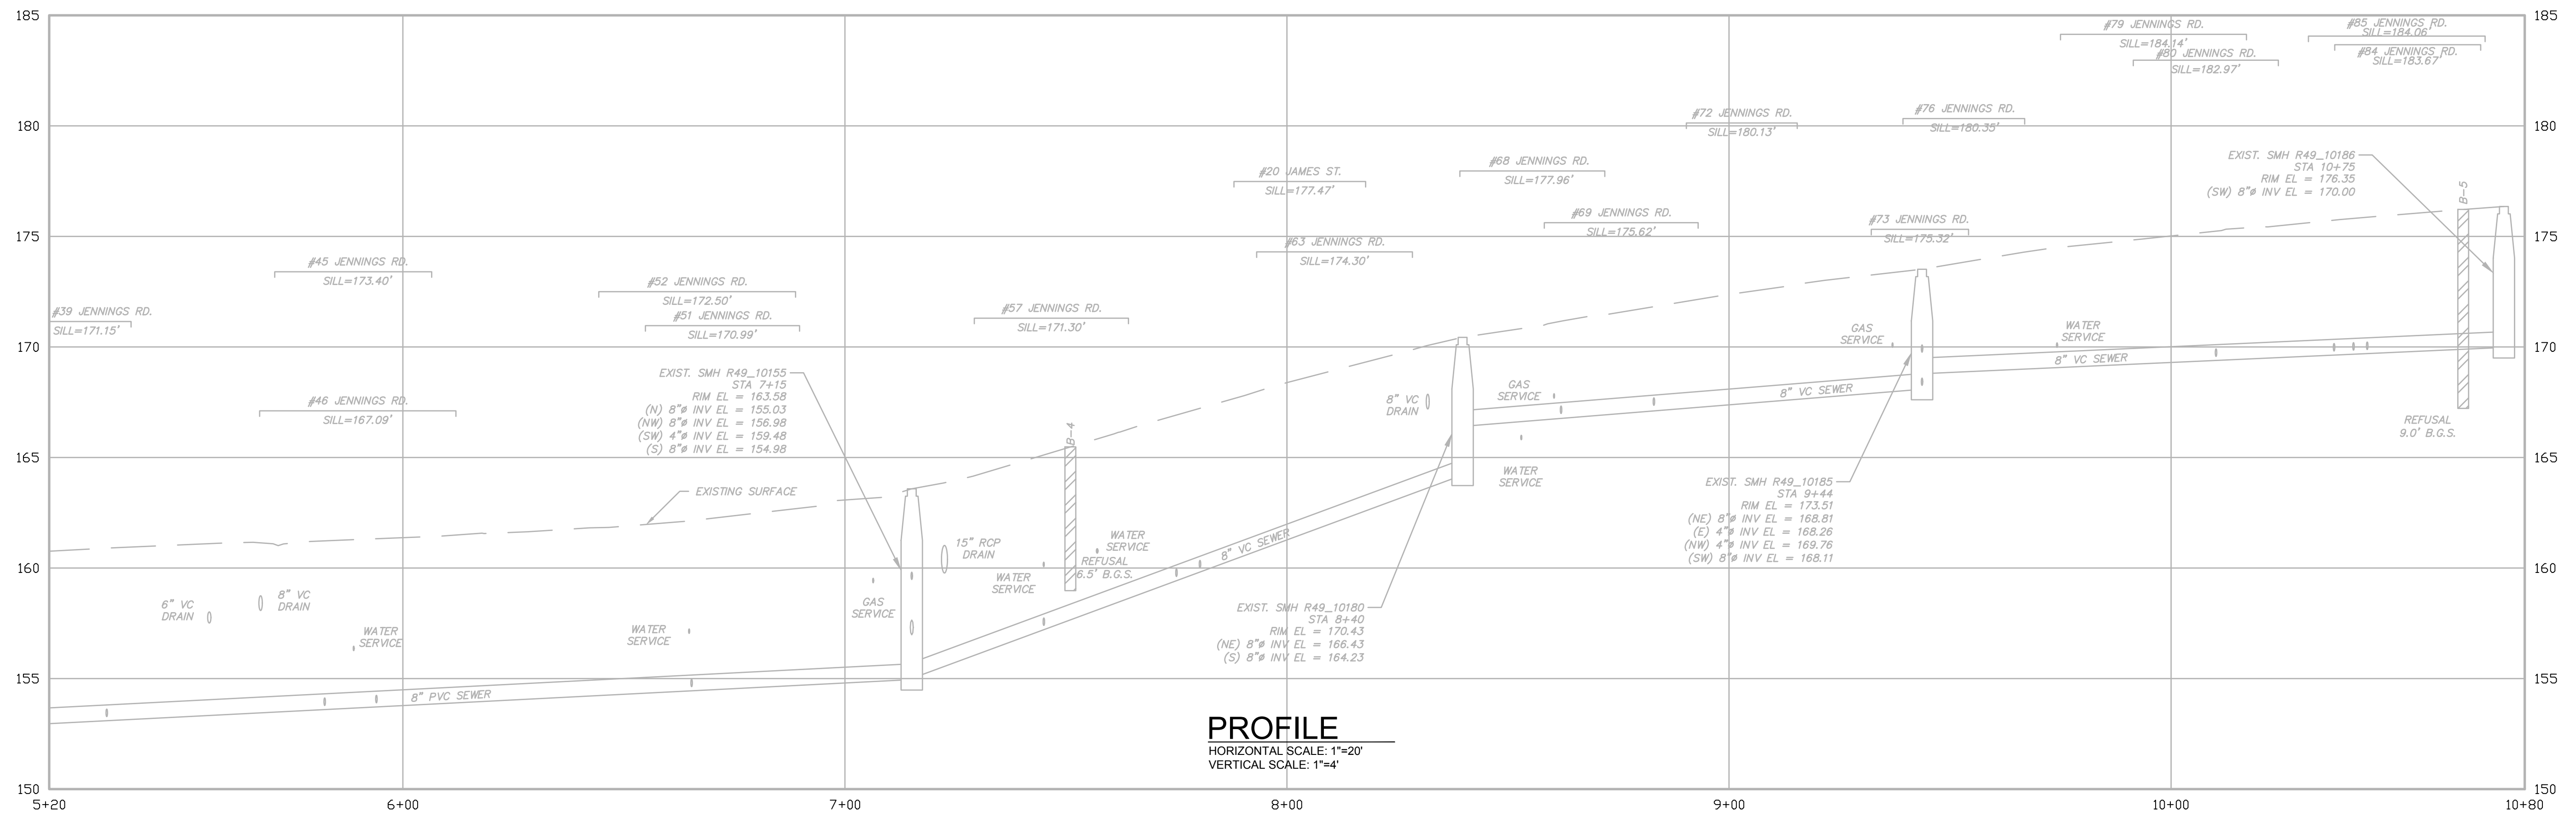 185
180
175
170
165
160
155
150
#39 JENNINGS RD.
SILL=171.15'
#45 JENNINGS RD.
SILL=173.40'
#46 JENNINGS RD.
SILL=167.09'
#52 JENNINGS RD.
SILL=172.50'
#51 JENNINGS RD.
SILL=170.99'
EXIST. SMH R49_10155
STA 7+15
RIM EL = 163.58
(N) 8"ø INV EL = 155.03
(NW) 8"ø INV EL = 156.98
(SW) 4"ø INV EL = 159.48
(S) 8"ø INV EL = 154.98
EXISTING SURFACE
6" VC
DRAIN
8" VC
DRAIN
WATER
SERVICE
8" PVC SEWER
WATER
SERVICE
GAS
SERVICE
15" RCP
DRAIN
#57 JENNINGS RD.
SILL=171.30'
B-4
WATER
SERVICE
WATER
SERVICE
REFUSAL
6.5' B.G.S.
8" VC SEWER
#20 JAMES ST.
SILL=177.47'
#63 JENNINGS RD.
SILL=174.30'
EXIST. SMH R49_10180
STA 8+40
RIM EL = 170.43
(NE) 8"ø INV EL = 166.43
(S) 8"ø INV EL = 164.23
8" VC
DRAIN
#68 JENNINGS RD.
SILL=177.96'
#69 JENNINGS RD.
SILL=175.62'
GAS
SERVICE
WATER
SERVICE
8" VC SEWER
#72 JENNINGS RD.
SILL=180.13'
#76 JENNINGS RD.
SILL=180.35'
#73 JENNINGS RD.
SILL=175.32'
GAS
SERVICE
EXIST. SMH R49_10185
STA 9+44
RIM EL = 173.51
(NE) 8"ø INV EL = 168.81
(E) 4"ø INV EL = 168.26
(NW) 4"ø INV EL = 169.76
(SW) 8"ø INV EL = 168.11
WATER
SERVICE
8" VC SEWER
#79 JENNINGS RD.
SILL=184.14'
#80 JENNINGS RD.
SILL=182.97'
#85 JENNINGS RD.
SILL=184.06'
#84 JENNINGS RD.
SILL=183.67'
EXIST. SMH R49_10186
STA 10+75
RIM EL = 176.35
(SW) 8"ø INV EL = 170.00
B-5
REFUSAL
9.0' B.G.S.
185
180
175
170
165
160
155
150
5+20
6+00
7+00
8+00
9+00
10+00
10+80
PROFILE
HORIZONTAL SCALE: 1"=20'
VERTICAL SCALE: 1"=4'